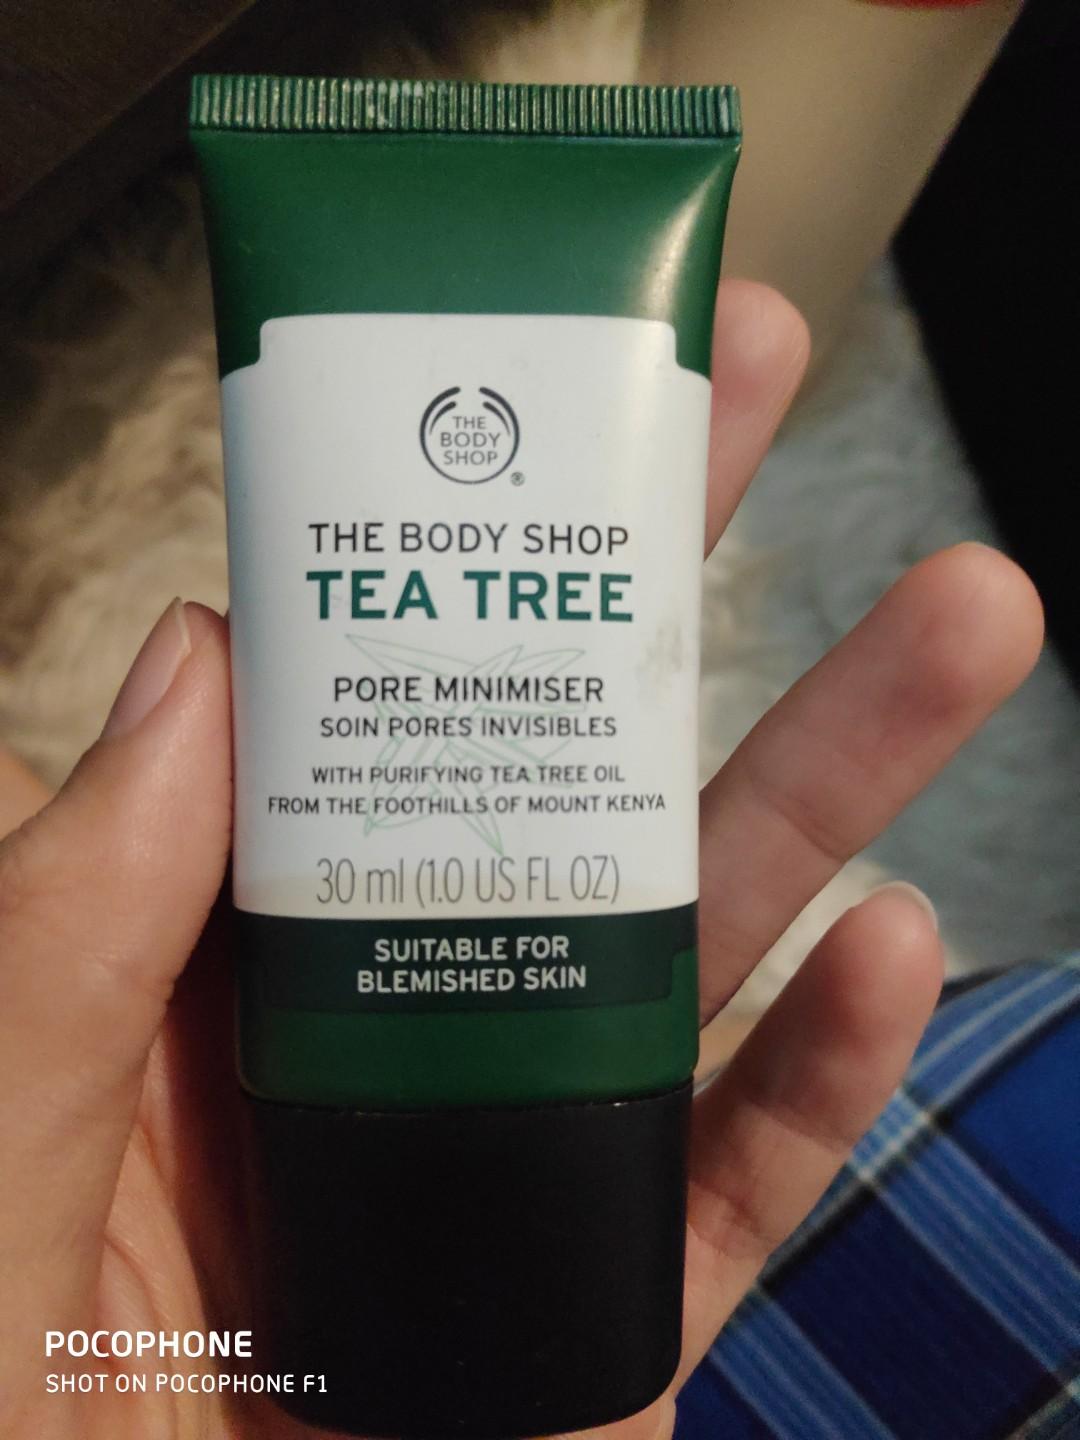 THE
BODY
SHOP
®
THE BODY SHOP
TEA TREE
PORE MINIMISER
SOIN PORES INVISIBLES
WITH PURIFYING TEA TREE OIL
FROM THE FOOTHILLS OF MOUNT KENYA
30 ml (1.0 US FL OZ)
SUITABLE FOR
BLEMISHED SKIN
POCOPHONE
SHOT ON POCOPHONE F1